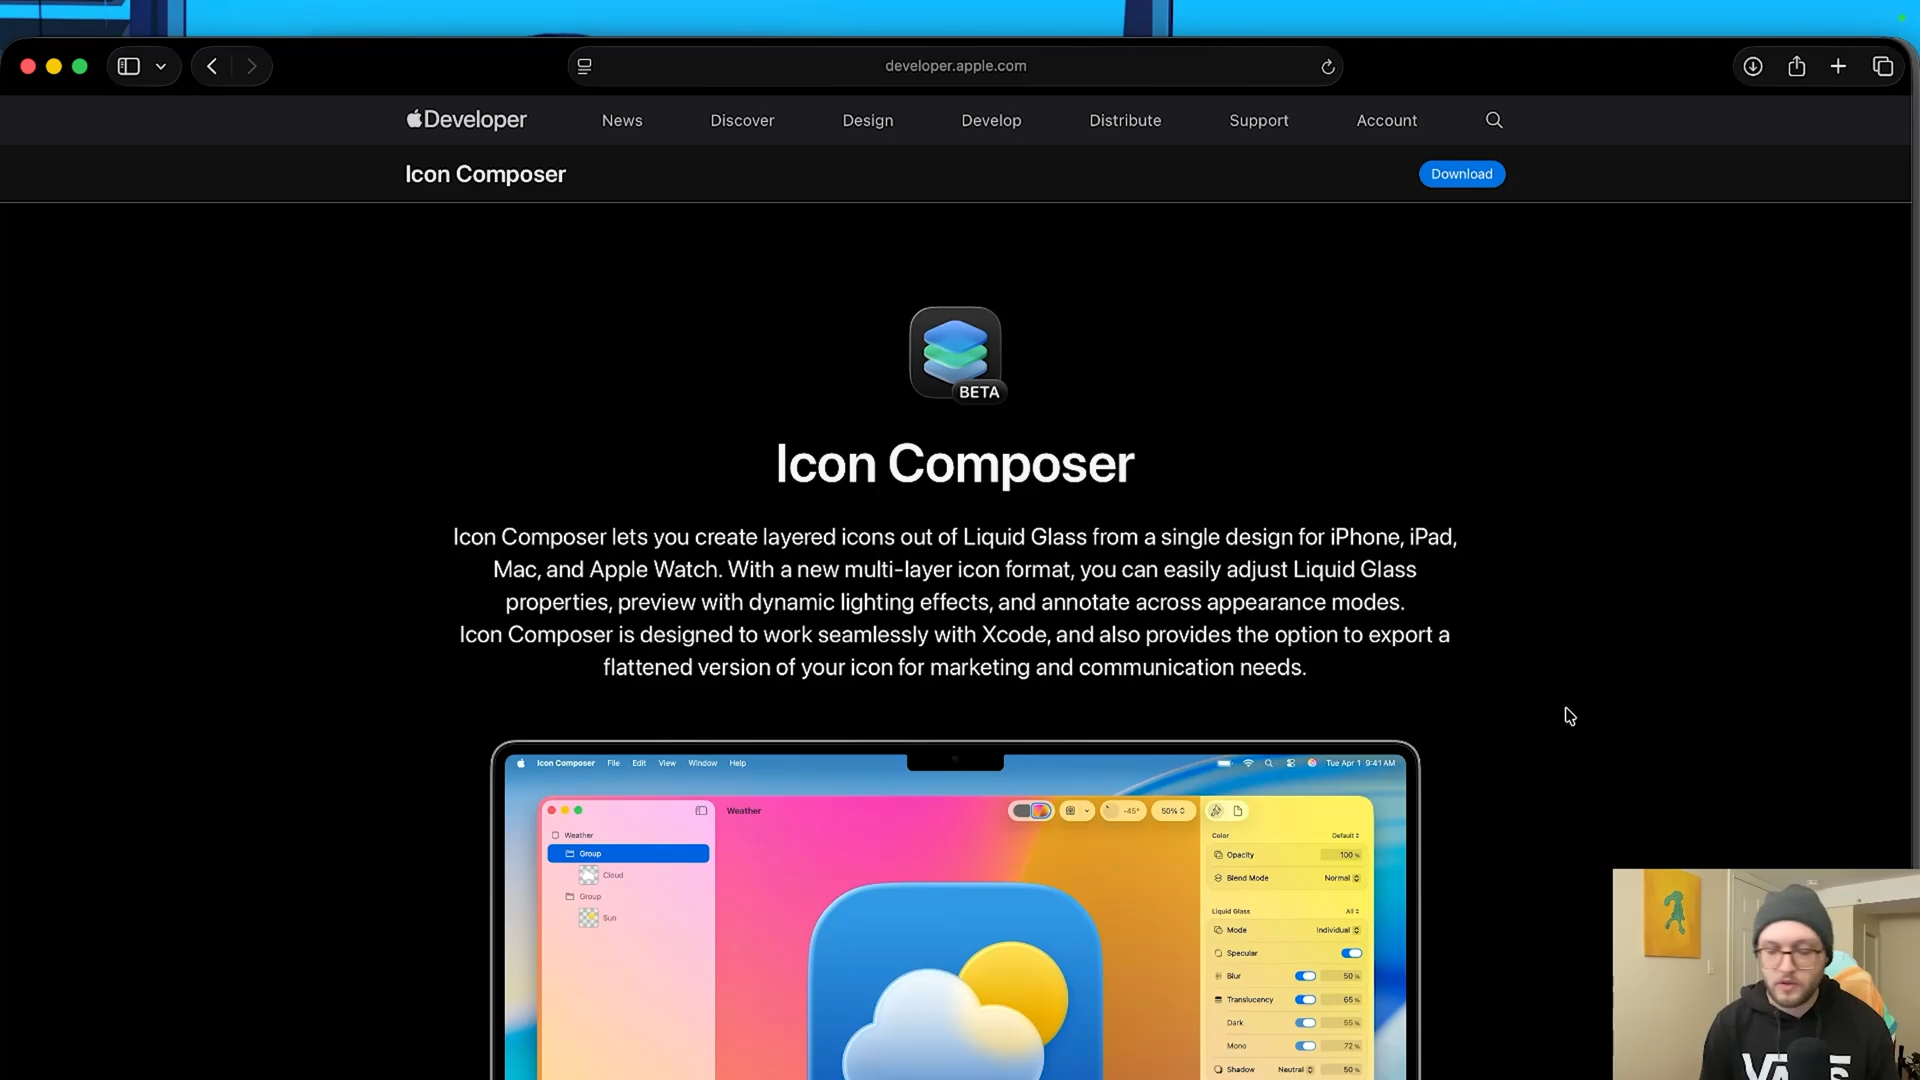 developer.apple.com
Developer
News
Discover
Design
Develop
Distribute
Support
Account
Icon Composer
Download
BETA
Icon Composer
Icon Composer lets you create layered icons out of Liquid Glass from a single design for iPhone, iPad,
Mac, and Apple Watch. With a new multi-layer icon format, you can easily adjust Liquid Glass
properties, preview with dynamic lighting effects, and annotate across appearance modes.
Icon Composer is designed to work seamlessly with Xcode, and also provides the option to export a
flattened version of your icon for marketing and communication needs.
Icon Composer File Edit View Window Help
Tue Apr 1 9:41AM
Weather
-45°
50%
Weather
Group
Cloud
Group
Sun
Color Default
Opacity 100 %
Blend Mode Normal
Liquid Glass All
Mode Individual
Specular
Blur 50 %
Translucency 65 %
Dark 55 %
Mono 72 %
Shadow Neutral 50 %